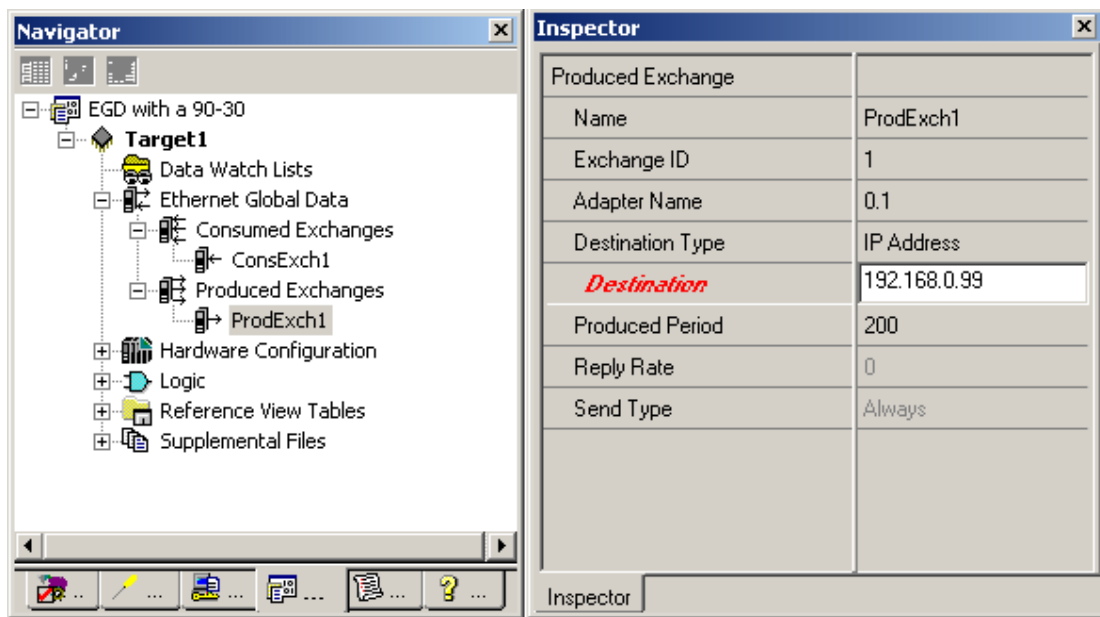 Navigator
EGD with a 90-30
Target1
Data Watch Lists
Ethernet Global Data
Consumed Exchanges
ConsExch1
Produced Exchanges
ProdExch1
Hardware Configuration
Logic
Reference View Tables
Supplemental Files
.. ... ... ... ... ...
Inspector
Produced Exchange
Name ProdExch1
Exchange ID 1
Adapter Name 0.1
Destination Type IP Address
Destination 192.168.0.99
Produced Period 200
Reply Rate 0
Send Type Always
Inspector